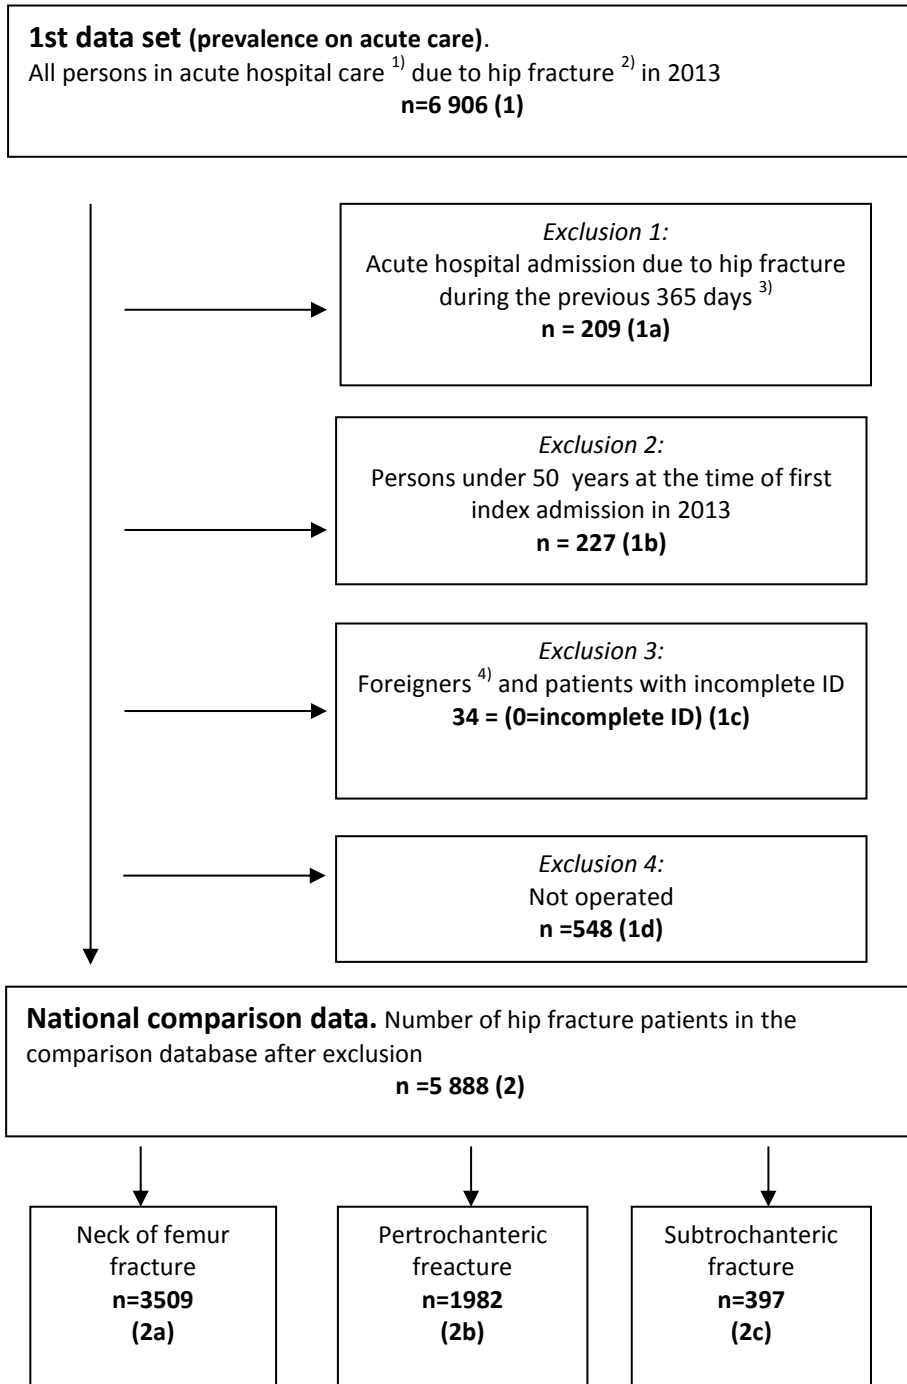 1st data set (prevalence on acute care).
All persons in acute hospital care 1) due to hip fracture 2) in 2013
n=6 906 (1)
Exclusion 1:
Acute hospital admission due to hip fracture
during the previous 365 days 3)
n = 209 (1a)
Exclusion 2:
Persons under 50 years at the time of first
index admission in 2013
n = 227 (1b)
Exclusion 3:
Foreigners 4) and patients with incomplete ID
34 = (0=incomplete ID) (1c)
Exclusion 4:
Not operated
n =548 (1d)
National comparison data. Number of hip fracture patients in the
comparison database after exclusion
n =5 888 (2)
Neck of femur
fracture
n=3509
(2a)
Pertrochanteric
freacture
n=1982
(2b)
Subtrochanteric
fracture
n=397
(2c)